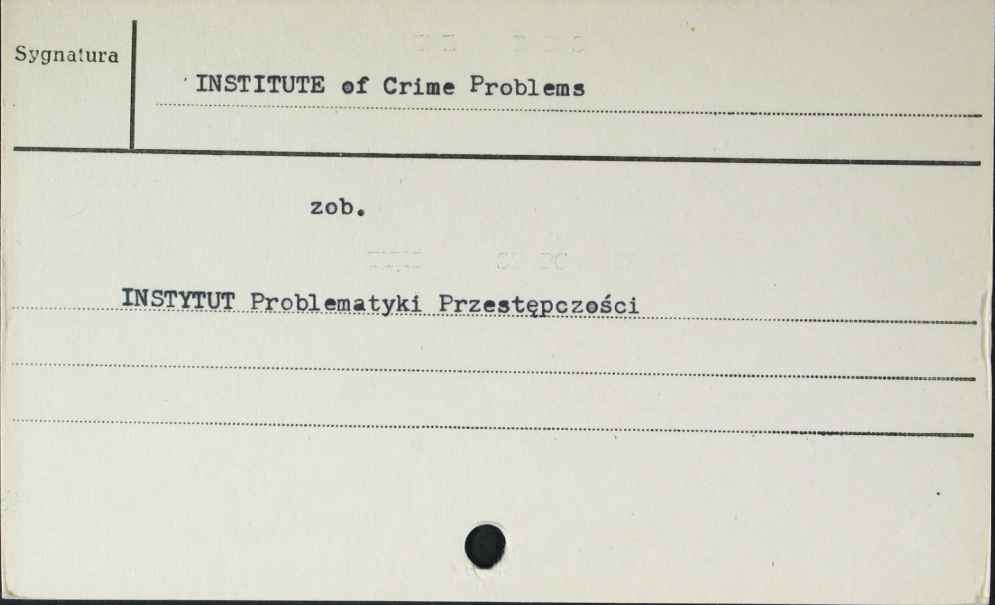 Sygnatura
INSTITUTE of Crime Problems
zob.
INSTYTUT Problematyki Przestępczości